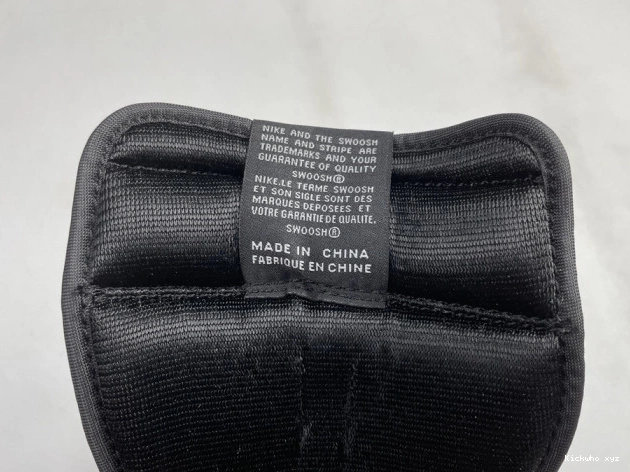 NIKE AND THE SWOOSH
NAME AND STRIPE ARE
TRADEMARKS AND YOUR
GUARANTEE OF QUALITY
SWOOSH®
NIKE,LE TERME SWOOSH
ET SON SIGLE SONT DES
MARQUES DEPOSEES ET
VOTRE GARANTIE DE QUALITE.
SWOOSH®
MADE IN CHINA
FABRIQUE EN CHINE
Kickwho xyz